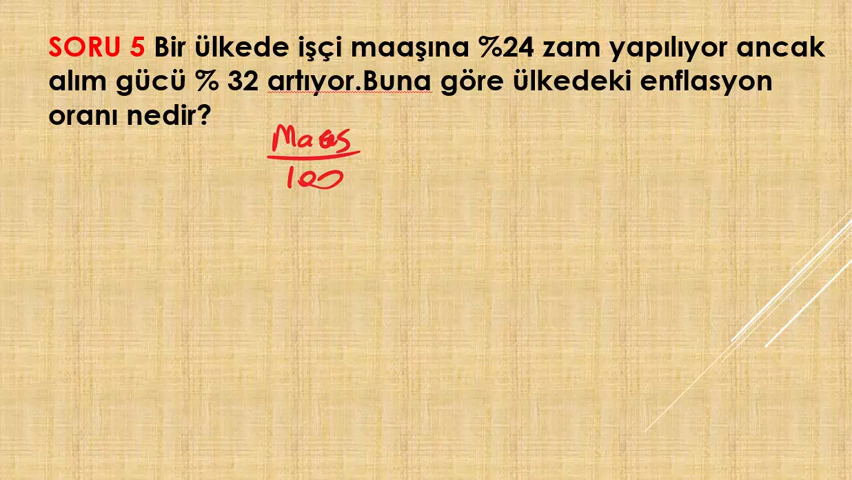 SORU 5 Bir ülkede işçi maaşına %24 zam yapılıyor ancak
alım gücü % 32 artıyor.Buna göre ülkedeki enflasyon
oranı nedir?
Maaş
100